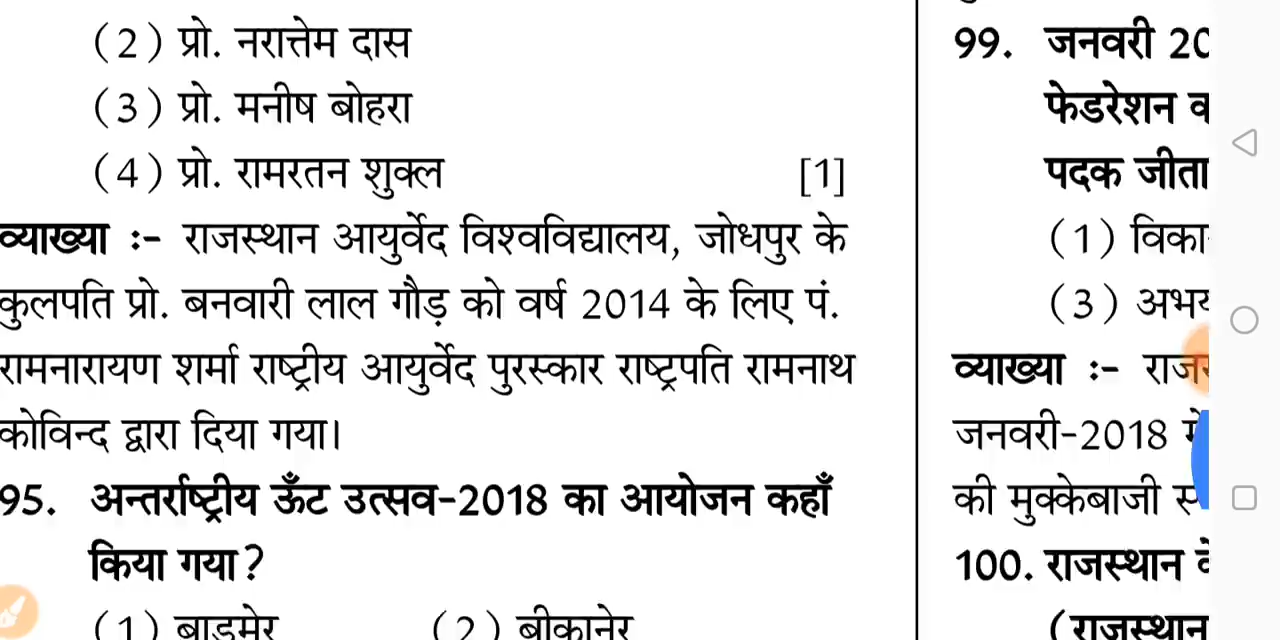 (2) प्रो. नरात्तेम दास
(3) प्रो. मनीष बोहरा
(4) प्रो. रामरतन शुक्ल [1]
व्याख्या :– राजस्थान आयुर्वेद विश्वविद्यालय, जोधपुर के
कुलपति प्रो. बनवारी लाल गौड़ को वर्ष 2014 के लिए पं.
रामनारायण शर्मा राष्ट्रीय आयुर्वेद पुरस्कार राष्ट्रपति रामनाथ
कोविन्द द्वारा दिया गया।
95. अन्तर्राष्ट्रीय ऊँट उत्सव-2018 का आयोजन कहाँ
किया गया?
(1) बाड़मेर (2) बीकानेर
99. जनवरी 20
फेडरेशन
पदक जीता
(1)
(3)
व्याख्या :–
जनवरी-2018
की मुक्केबाजी
100. राजस्थान
(राजस्थान